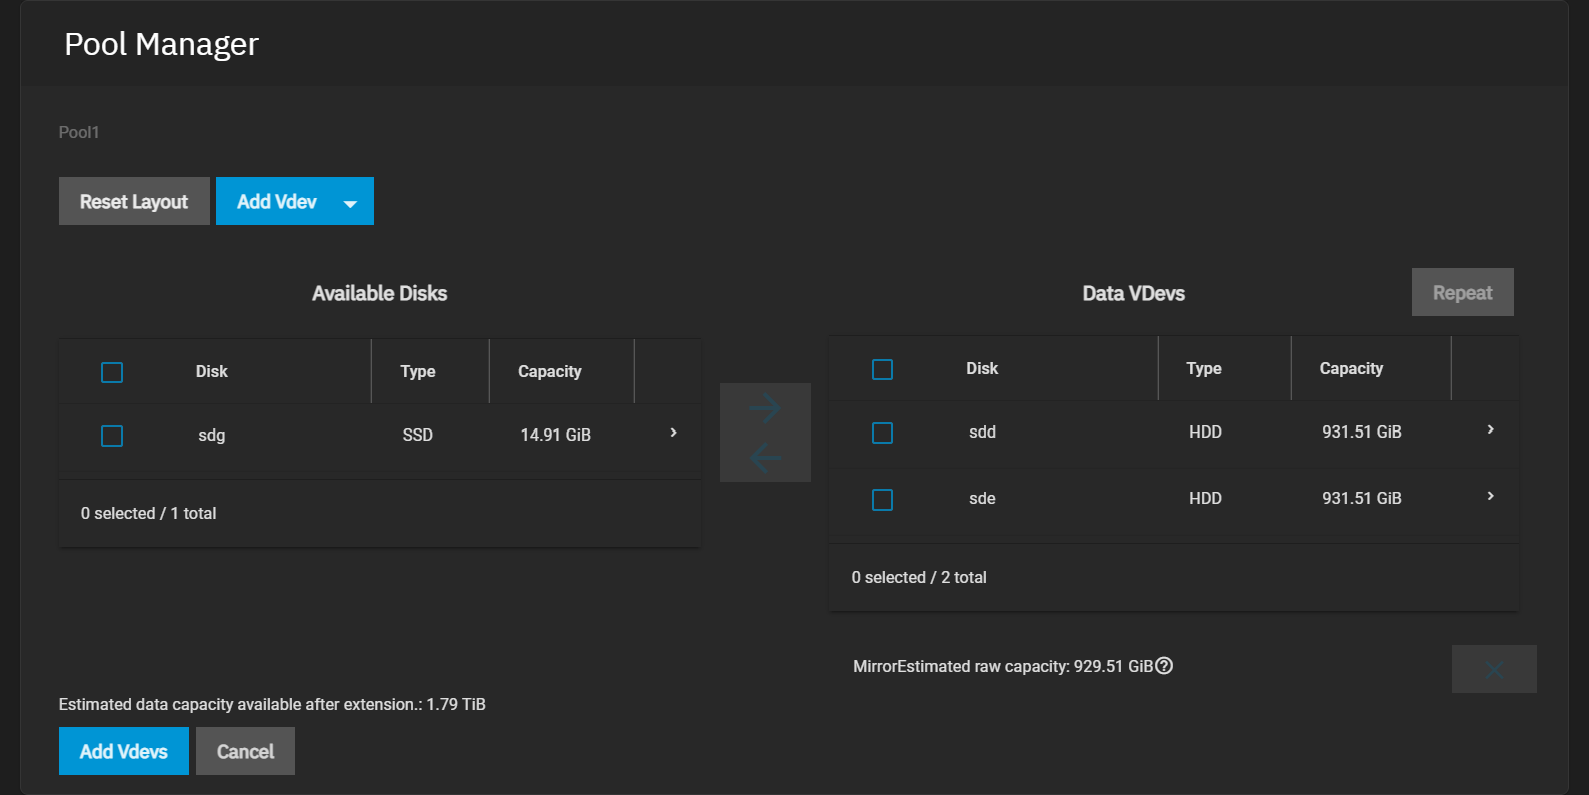 Pool Manager
Pool1
Reset Layout Add Vdev
Available Disks
Disk Type Capacity
sdg SSD 14.91 GiB
0 selected / 1 total
Data VDevs Repeat
Disk Type Capacity
sdd HDD 931.51 GiB
sde HDD 931.51 GiB
0 selected / 2 total
MirrorEstimated raw capacity: 929.51 GiB?
Estimated data capacity available after extension.: 1.79 TiB
Add Vdevs Cancel